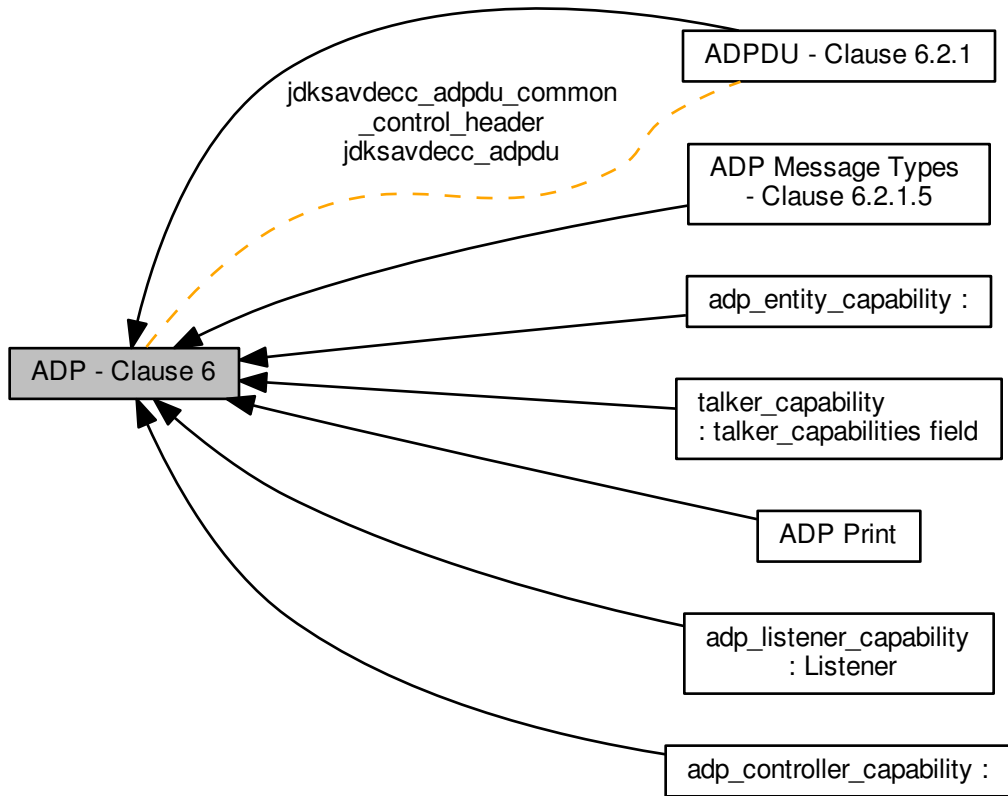 ADPDU - Clause 6.2.1
jdksavdecc_adpdu_common
_control_header
jdksavdecc_adpdu
ADP Message Types
- Clause 6.2.1.5
adp_entity_capability :
ADP - Clause 6
talker_capability
: talker_capabilities field
ADP Print
adp_listener_capability
: Listener
adp_controller_capability :